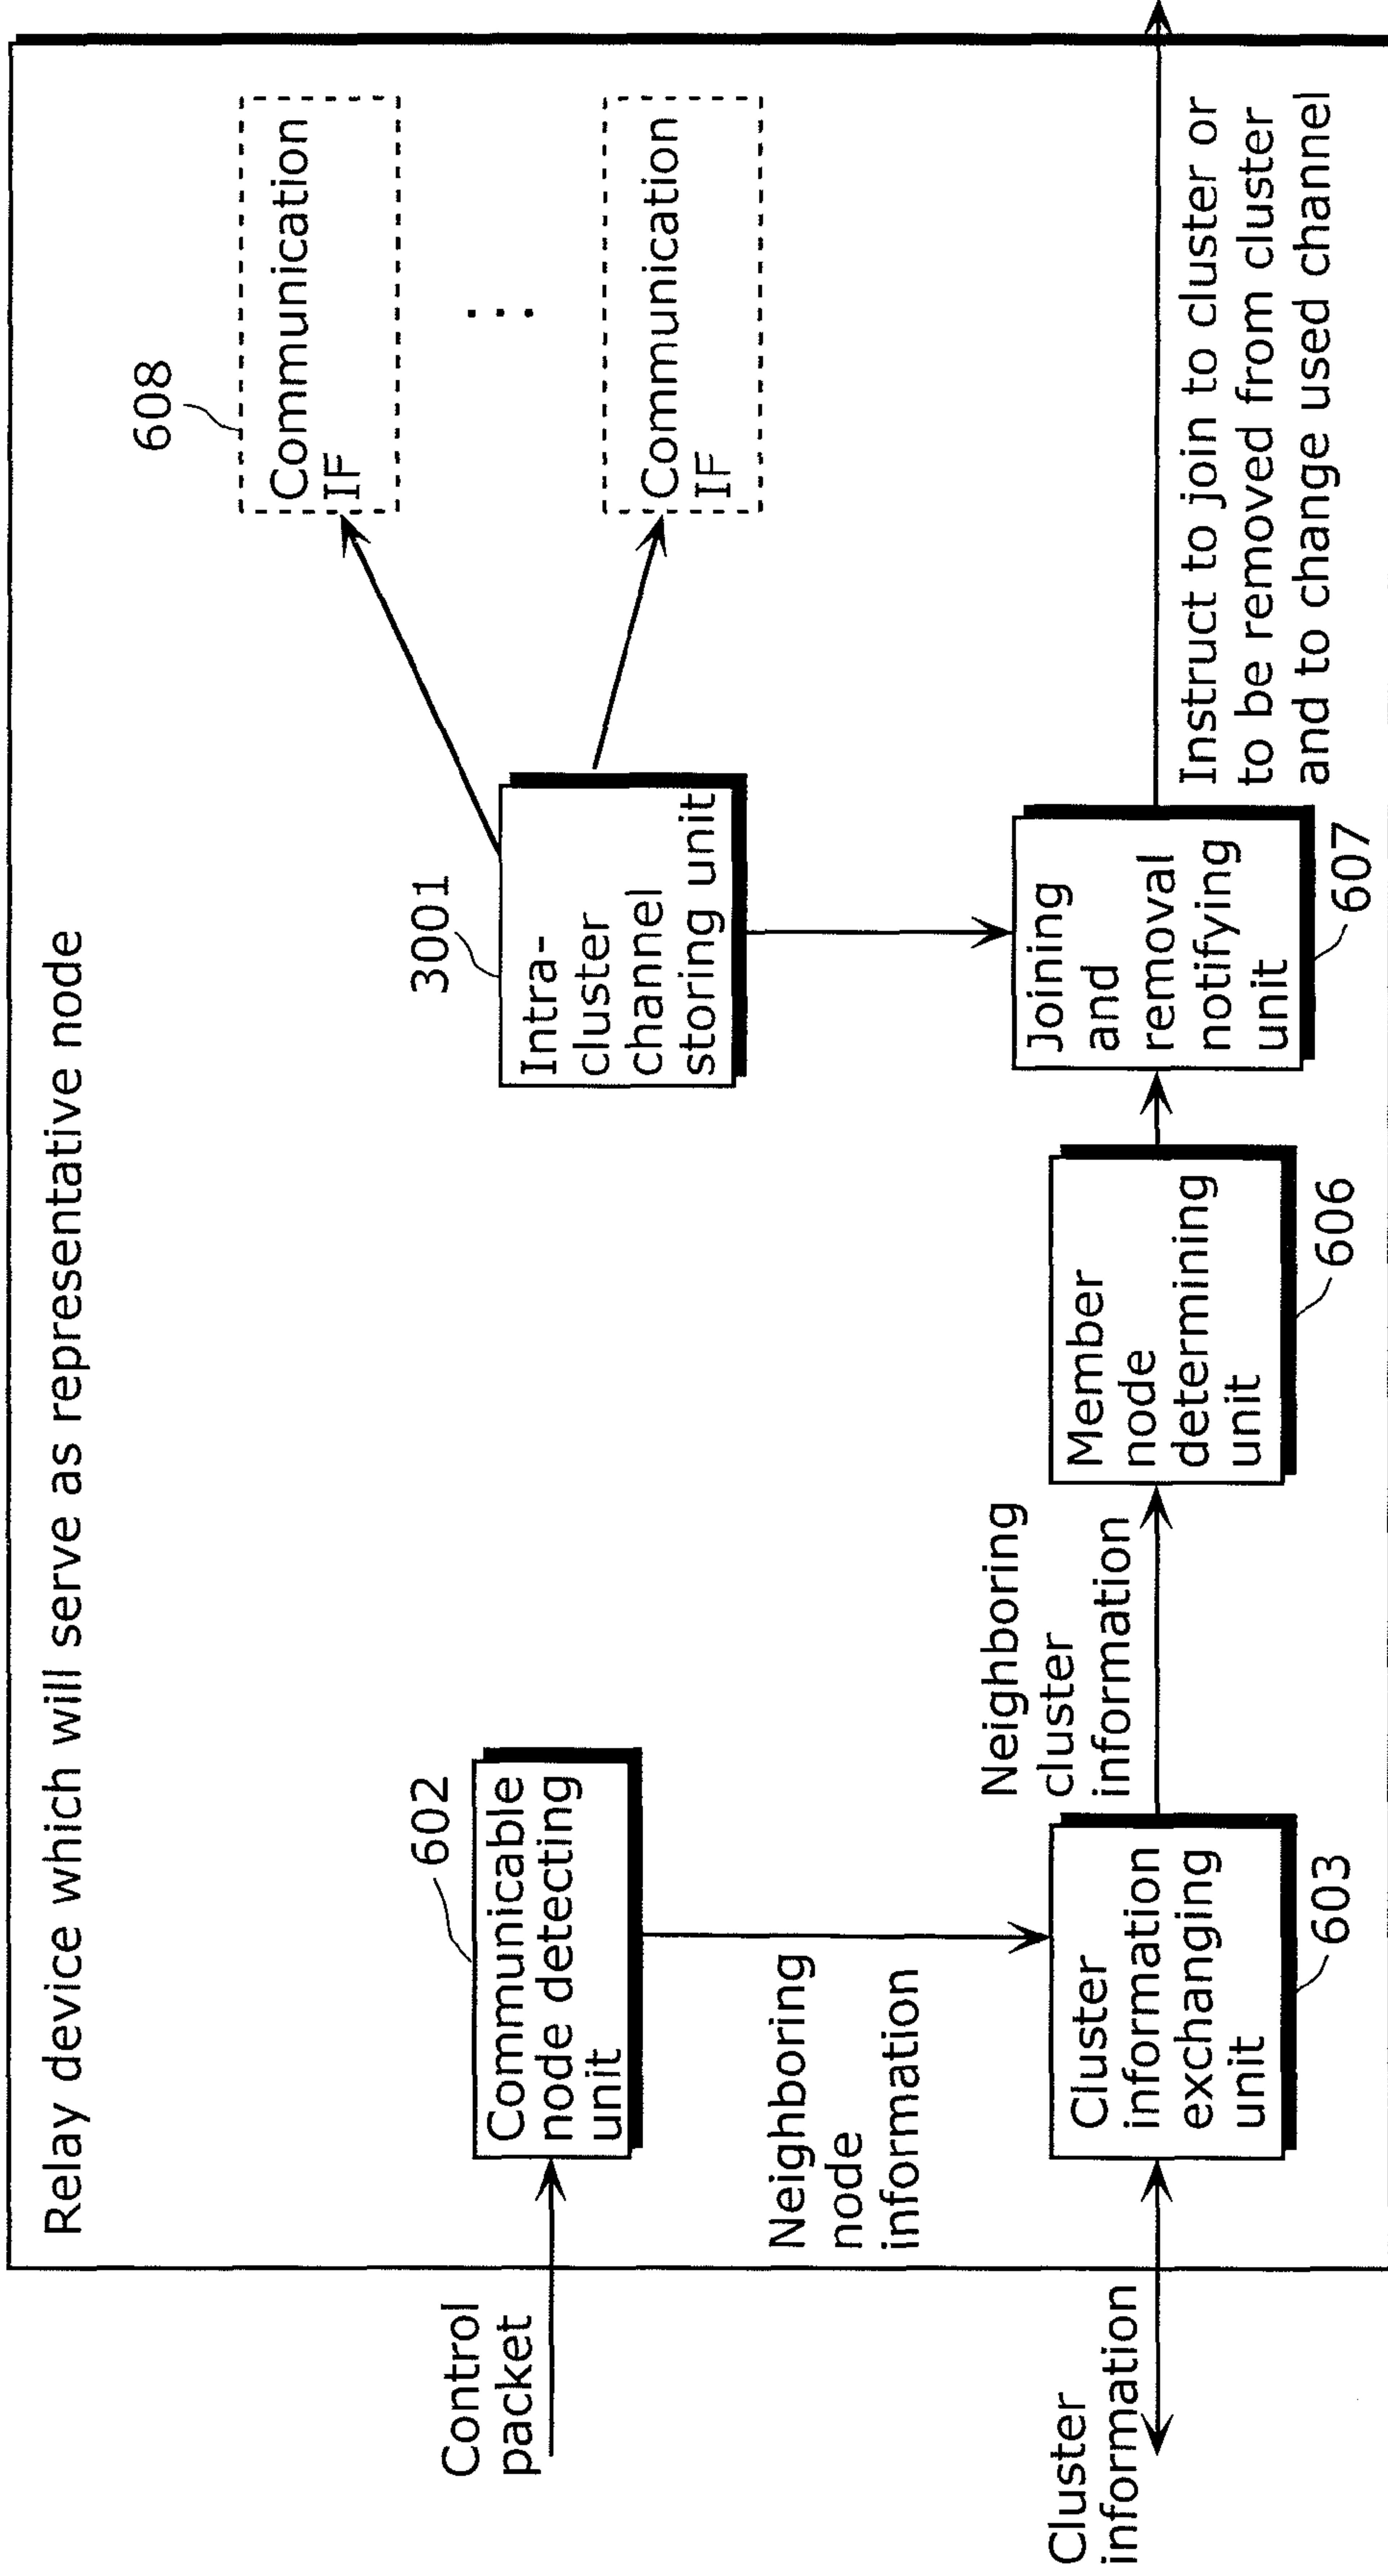 Relay device which will serve as representative node
Control
packet
602
Communicable
node detecting
unit
Neighboring
node
information
Cluster
information
Cluster
information
exchanging
unit
603
Neighboring
cluster
information
Member
node
determining
unit
606
3001
Intra-
cluster
channel
storing unit
Joining
and
removal
notifying
unit
607
608
Communication
IF
...
Communication
IF
Instruct to join to cluster or
to be removed from cluster
and to change used channel